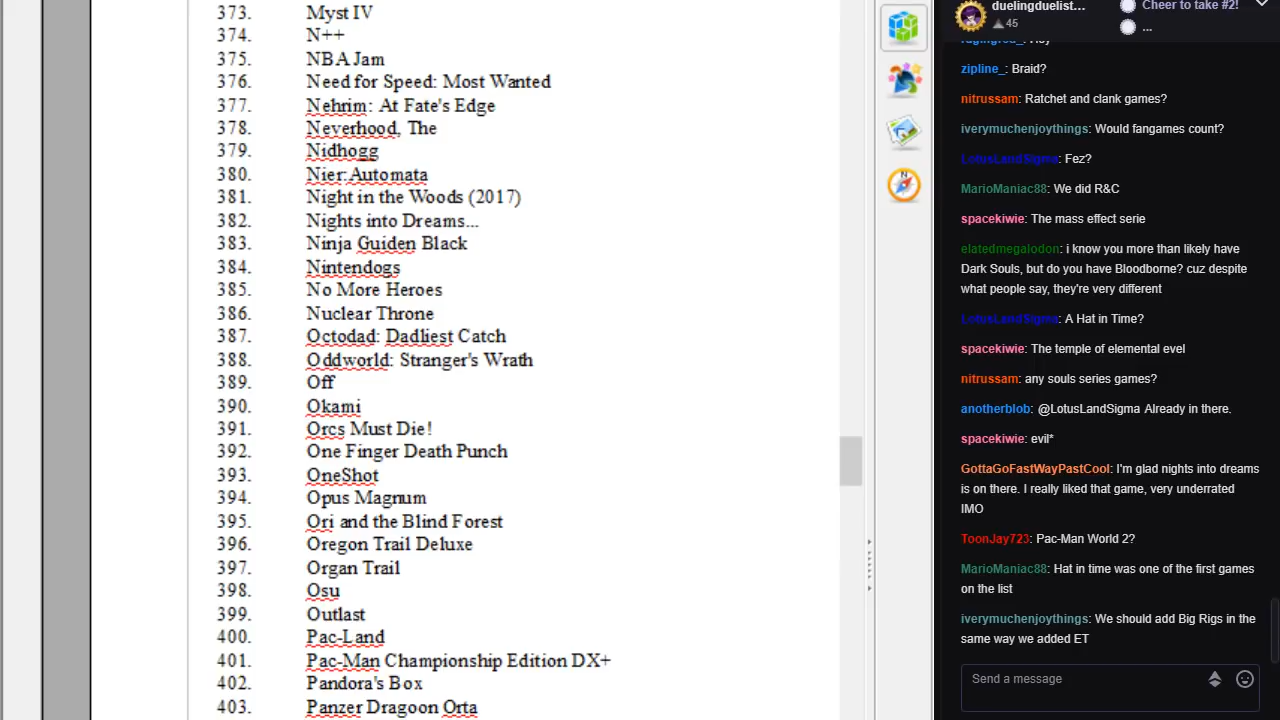 373. Myst IV
374. N++
375. NBA Jam
376. Need for Speed: Most Wanted
377. Nehrim: At Fate's Edge
378. Neverhood, The
379. Nidhogg
380. Nier:Automata
381. Night in the Woods (2017)
382. Nights into Dreams...
383. Ninja Guiden Black
384. Nintendogs
385. No More Heroes
386. Nuclear Throne
387. Octodad: Dadliest Catch
388. Oddworld: Stranger's Wrath
389. Off
390. Okami
391. Orcs Must Die!
392. One Finger Death Punch
393. OneShot
394. Opus Magnum
395. Ori and the Blind Forest
396. Oregon Trail Deluxe
397. Organ Trail
398. Osu
399. Outlast
400. Pac-Land
401. Pac-Man Championship Edition DX+
402. Pandora's Box
403. Panzer Dragoon Orta
duelingduelist...
45
Cheer to take #2!
...
zipline_: Braid?
nitrussam: Ratchet and clank games?
iverymuchenjoythings: Would fangames count?
LotusLandSigma: Fez?
MarioManiac88: We did R&C
spacekiwie: The mass effect serie
elatedmegalodon: i know you more than likely have
Dark Souls, but do you have Bloodborne? cuz despite
what people say, they're very different
LotusLandSigma: A Hat in Time?
spacekiwie: The temple of elemental evel
nitrussam: any souls series games?
anotherblob: @LotusLandSigma Already in there.
spacekiwie: evil*
GottaGoFastWayPastCool: I'm glad nights into dreams
is on there. I really liked that game, very underrated
IMO
ToonJay723: Pac-Man World 2?
MarioManiac88: Hat in time was one of the first games
on the list
iverymuchenjoythings: We should add Big Rigs in the
same way we added ET
Send a message